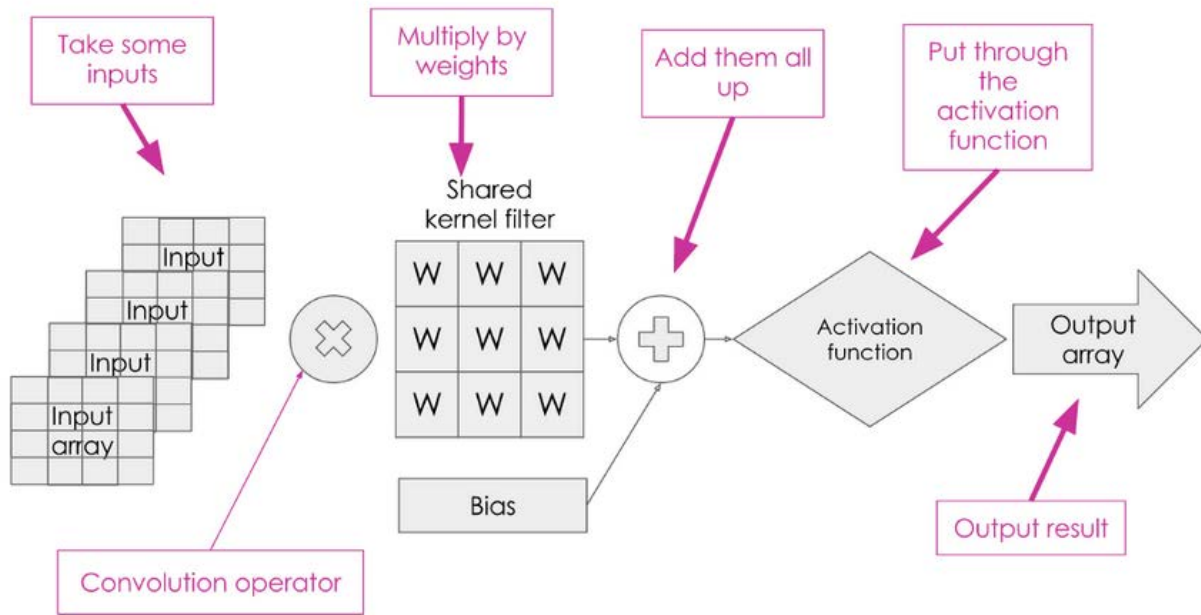 Take some
inputs
Multiply by
weights
Add them all
up
Put through
the
activation
function
Shared
kernel filter
Input
Input
Input
Input
array
W W W
W W W
W W W
Activation
function
Output
array
Bias
Convolution operator
Output result